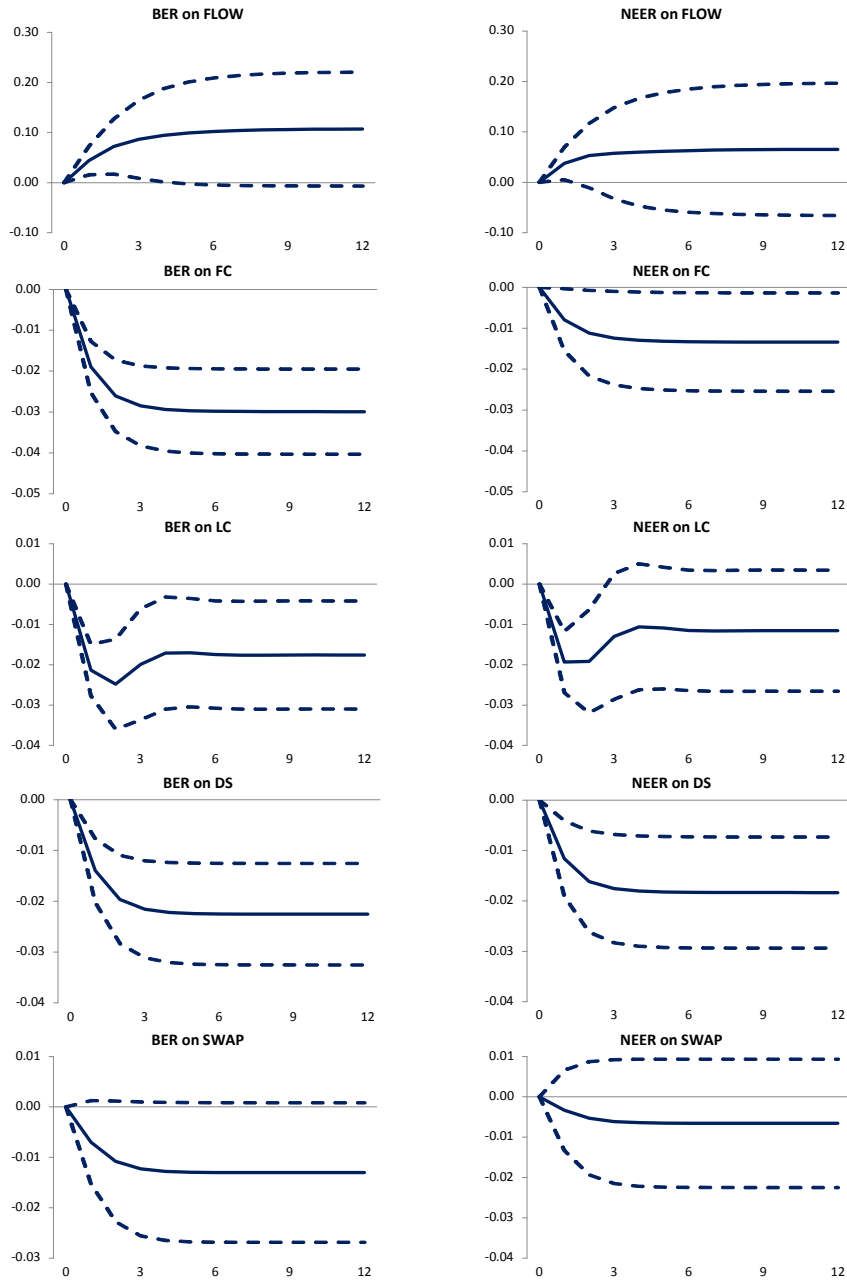 BER on FLOW
0.30
0.20
0.10
0.00
-0.10
0 3 6 9 12
NEER on FLOW
0.30
0.20
0.10
0.00
-0.10
0 3 6 9 12
BER on FC
0.00
-0.01
-0.02
-0.03
-0.04
-0.05
0 3 6 9 12
NEER on FC
0.00
-0.01
-0.02
-0.03
-0.04
-0.05
0 3 6 9 12
BER on LC
0.01
0.00
-0.01
-0.02
-0.03
-0.04
0 3 6 9 12
NEER on LC
0.01
0.00
-0.01
-0.02
-0.03
-0.04
0 3 6 9 12
BER on DS
0.00
-0.01
-0.02
-0.03
-0.04
0 3 6 9 12
NEER on DS
0.00
-0.01
-0.02
-0.03
-0.04
0 3 6 9 12
BER on SWAP
0.01
0.00
-0.01
-0.02
-0.03
0 3 6 9 12
NEER on SWAP
0.01
0.00
-0.01
-0.02
-0.03
-0.04
0 3 6 9 12